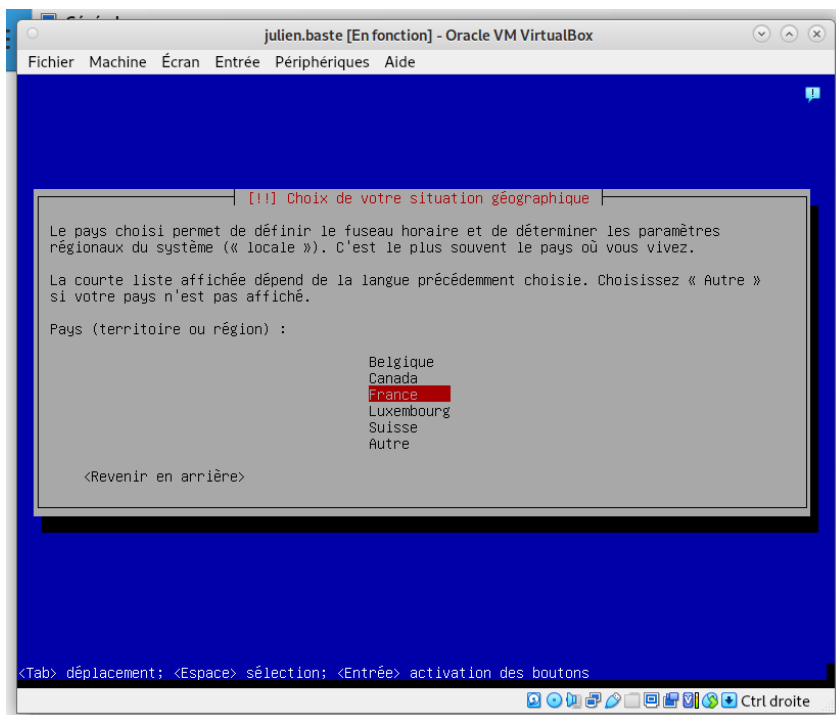 julien.baste [En fonction] - Oracle VM VirtualBox
Fichier Machine Écran Entrée Périphériques Aide
[!!] Choix de votre situation géographique
Le pays choisi permet de définir le fuseau horaire et de déterminer les paramètres
régionaux du système (« locale »). C'est le plus souvent le pays où vous vivez.
La courte liste affichée dépend de la langue précédemment choisie. Choisissez « Autre »
si votre pays n'est pas affiché.
Pays (territoire ou région) :
Belgique
Canada
France
Luxembourg
Suisse
Autre
<Revenir en arrière>
<Tab> déplacement; <Espace> sélection; <Entrée> activation des boutons
Ctrl droite